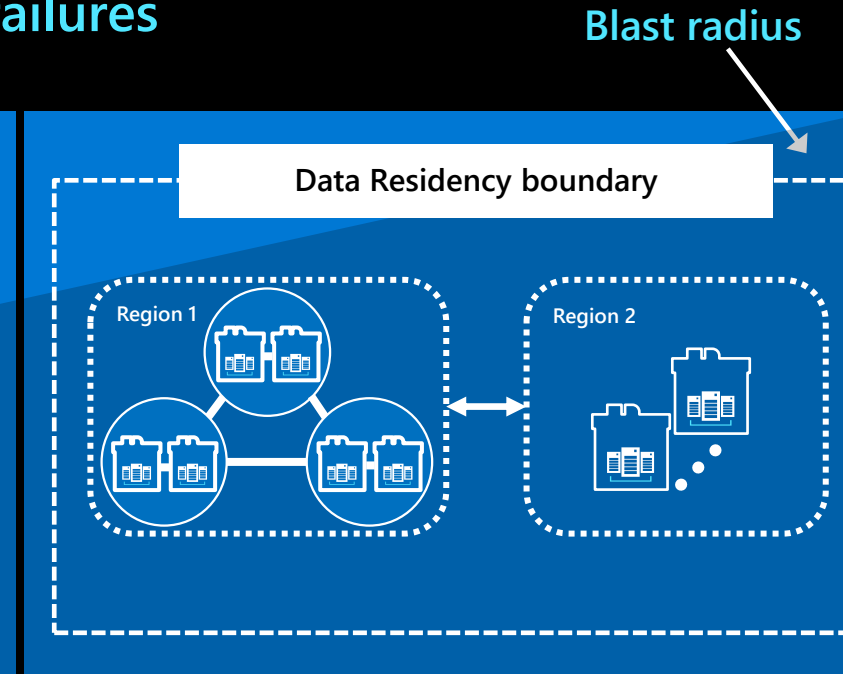 ailures
Blast radius
Data Residency boundary
Region 1
Region 2